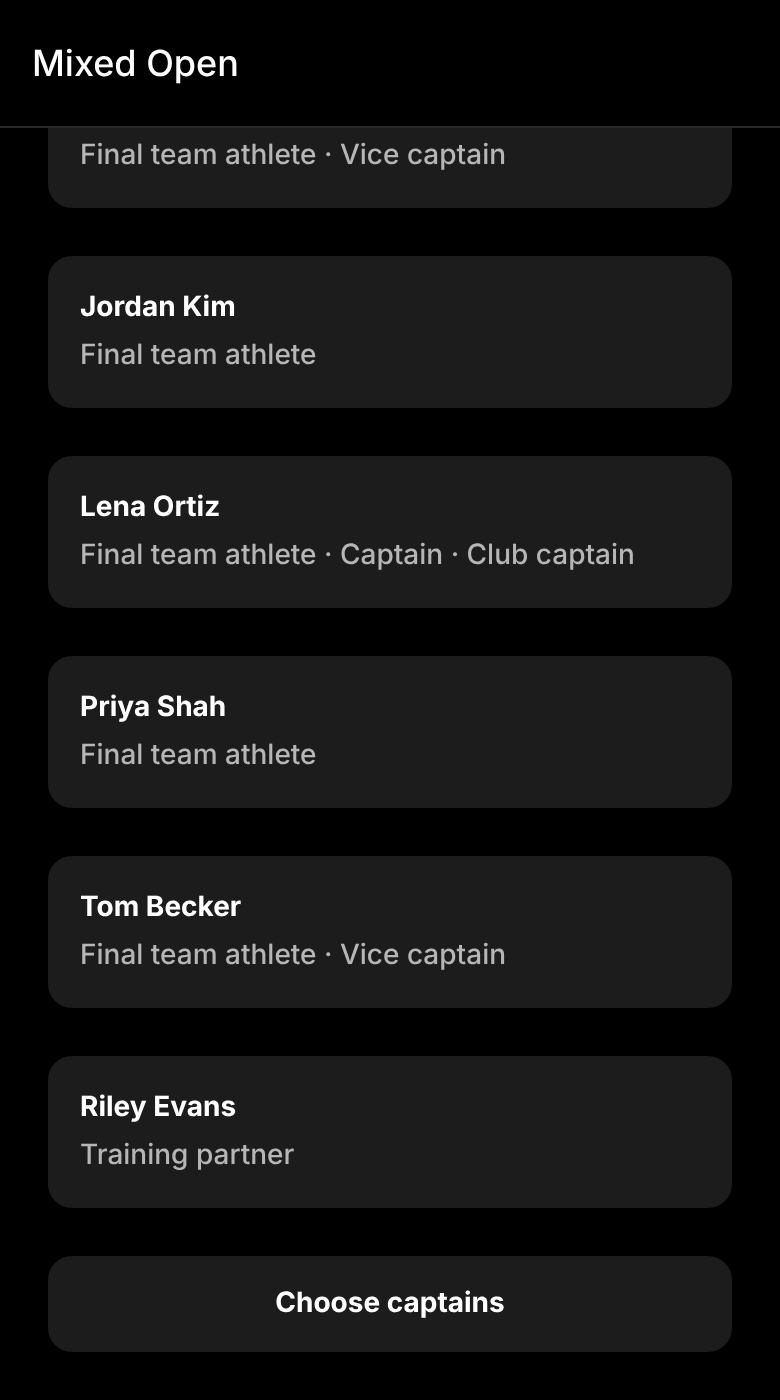 Mixed Open
Final team athlete · Vice captain
Jordan Kim
Final team athlete
Lena Ortiz
Final team athlete · Captain · Club captain
Priya Shah
Final team athlete
Tom Becker
Final team athlete · Vice captain
Riley Evans
Training partner
Choose captains